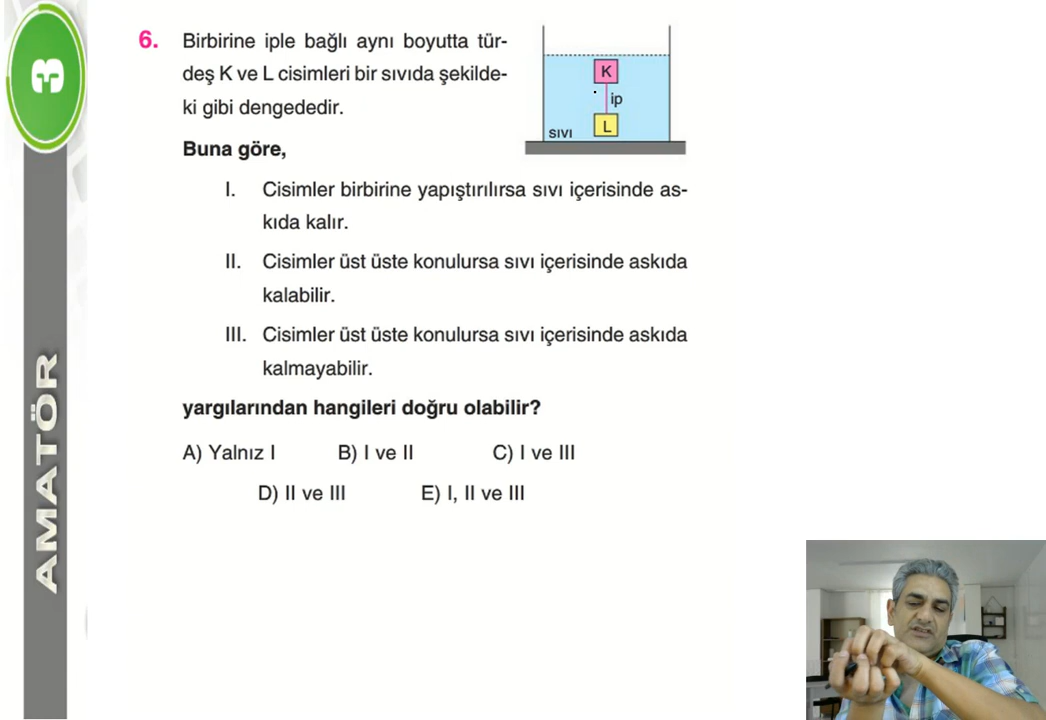 3
6. Birbirine iple bağlı aynı boyutta tür-
deş K ve L cisimleri bir sıvıda şekilde-
ki gibi dengededir.
K
ip
L
sıvı
Buna göre,
I. Cisimler birbirine yapıştırılırsa sıvı içerisinde as-
kıda kalır.
II. Cisimler üst üste konulursa sıvı içerisinde askıda
kalabilir.
III. Cisimler üst üste konulursa sıvı içerisinde askıda
kalmayabilir.
yargılarından hangileri doğru olabilir?
A) Yalnız I B) I ve II C) I ve III
D) II ve III E) I, II ve III
AMATÖR